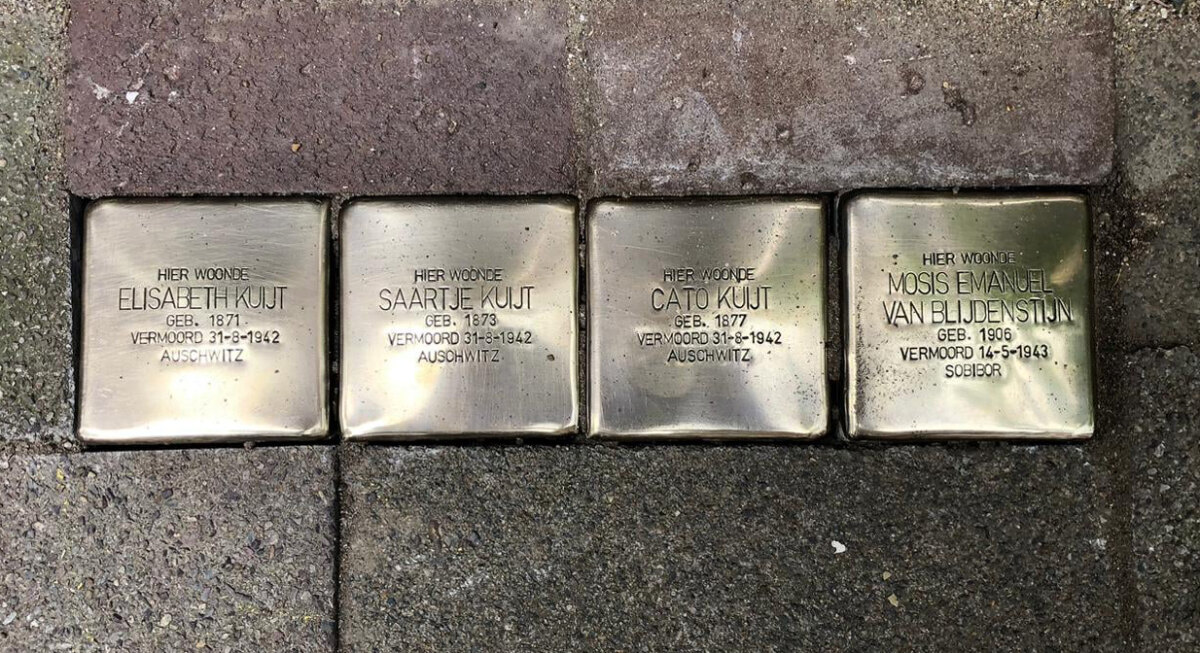 HIER WOONDE
ELISABETH KUIJT
GEB. 1871
VERMOORD 31-8-1942
AUSCHWITZ
HIER WOONDE
SAARTJE KUIJT
GEB. 1873
VERMOORD 31-8-1942
AUSCHWITZ
HIER WOONDE
CATO KUIJT
GEB. 1877
VERMOORD 31-8-1942
AUSCHWITZ
HIER WOONDE
MOSIS EMANUEL
VAN BLIJDENSTIJN
GEB. 1906
VERMOORD 14-5-1943
SOBIBOR